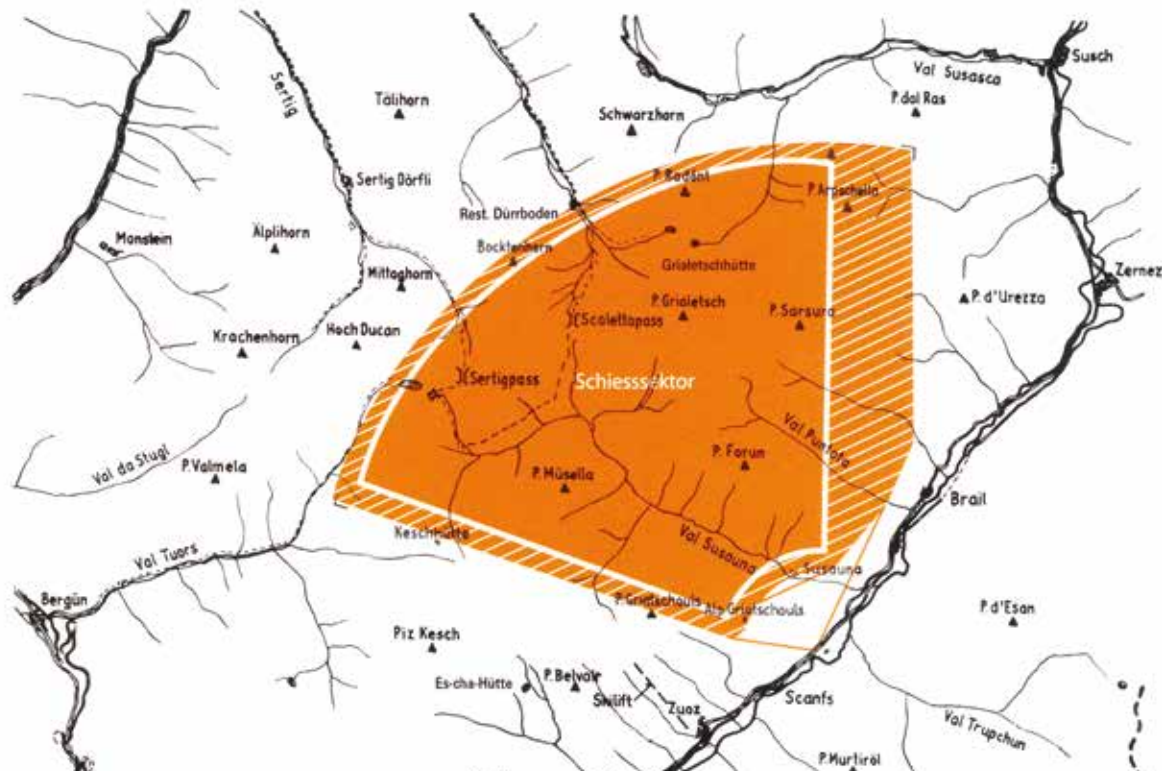 Susch
Val Susasca
Sertig
Tälihorn
P. dal Ras
Schwarzhorn
Sertig Dörfli
P. Radönt
P. Arpschella
Rest. Dürrboden
Monstein
Älplihorn
Bocktenhorn
Grialetschhütte
Zernez
Mittaghorn
P. Grialetsch
P. d'Urezza
Scalettapass
P. Sarsura
Krachenhorn
Hoch Ducan
Sertigpass
Schiesssektor
Val Puntota
Val da Stugl
P. Valmela
P. Müsella
P. Forun
Brail
Keschhütte
Val Susauna
Val Tuors
Susauna
Bergün
P. Griatschouls
Alp Griatschouls
P. d'Esan
Piz Kesch
Es-cha-Hütte
P. Belvair
Skilift
Zuoz
Scanfs
Val Trupchun
P. Murtiröl